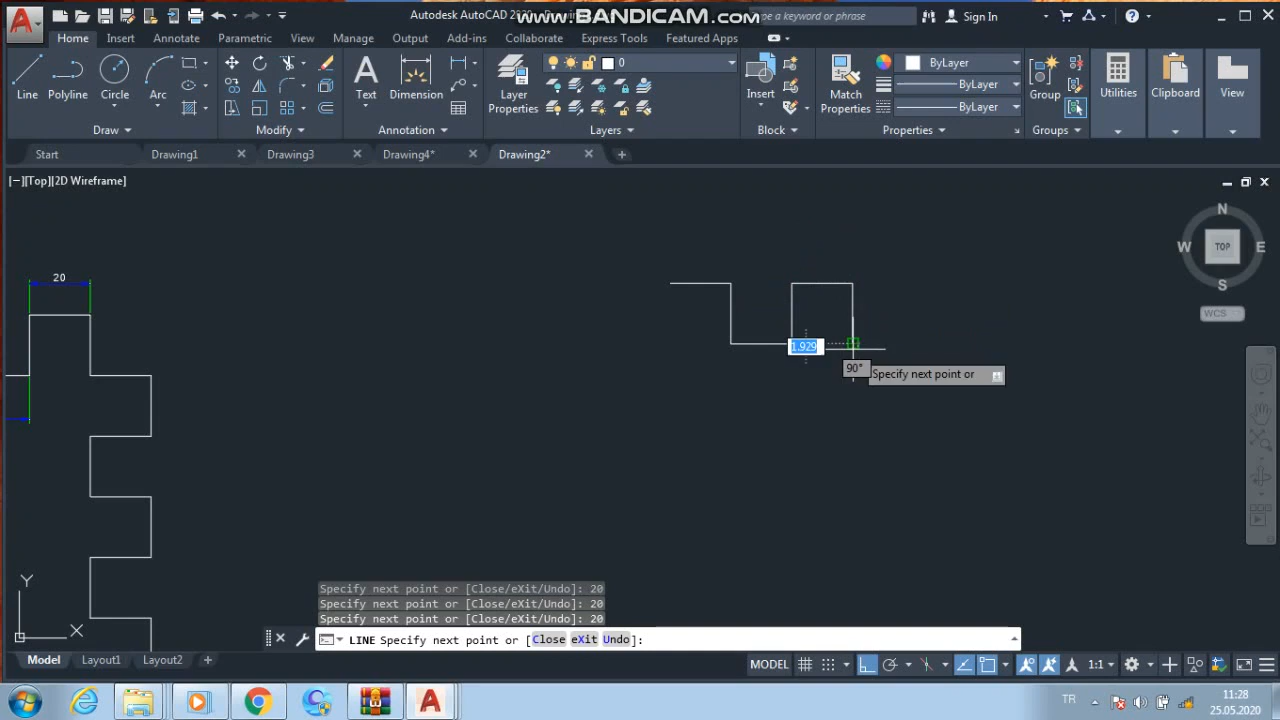 Autodesk AutoCAD 2
www.BANDICAM.com
e a keyword or phrase
Sign In
Home
Insert
Annotate
Parametric
View
Manage
Output
Add-ins
Collaborate
Express Tools
Featured Apps
Line
Polyline
Circle
Arc
Draw
Modify
Text
Dimension
Annotation
Layer
Properties
0
Layers
Insert
Block
Match
Properties
ByLayer
ByLayer
ByLayer
Properties
Group
Groups
Utilities
Clipboard
View
Start
Drawing1
Drawing3
Drawing4*
Drawing2*
[−][Top][2D Wireframe]
N
W
TOP
E
S
WCS
20
1.929
90°
Specify next point or
Y
X
Specify next point or [Close/eXit/Undo]: 20
Specify next point or [Close/eXit/Undo]: 20
Specify next point or [Close/eXit/Undo]: 20
LINE Specify next point or [Close eXit Undo]:
Model
Layout1
Layout2
MODEL
1:1
TR
11:28
25.05.2020